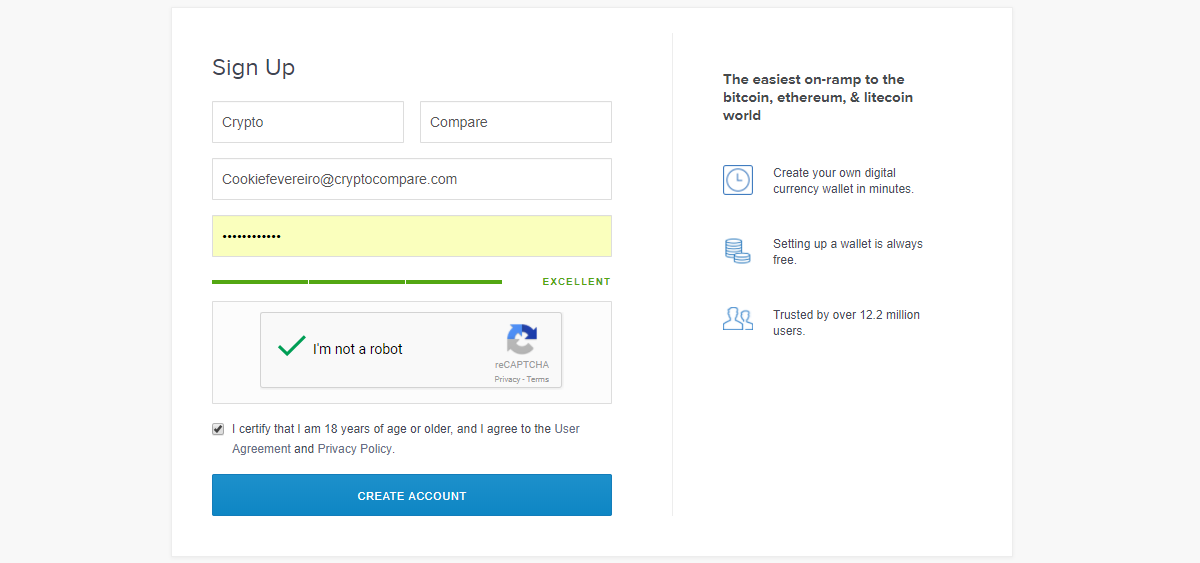 Sign Up
Crypto
Compare
Cookiefevereiro@cryptocompare.com
••••••••••••
EXCELLENT
I'm not a robot
reCAPTCHA
Privacy - Terms
I certify that I am 18 years of age or older, and I agree to the User
Agreement and Privacy Policy.
CREATE ACCOUNT
The easiest on-ramp to the
bitcoin, ethereum, & litecoin
world
Create your own digital
currency wallet in minutes.
Setting up a wallet is always
free.
Trusted by over 12.2 million
users.